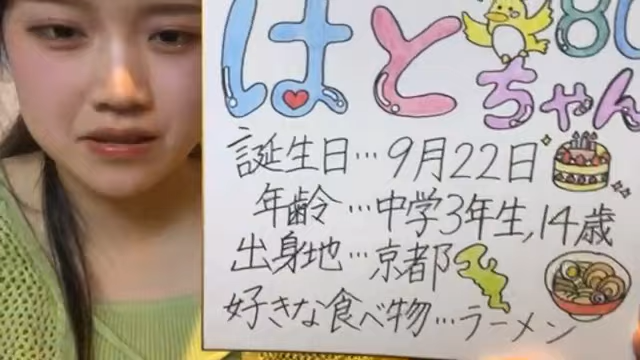 はとちゃん
誕生日…9月22日
年齢…中学3年生,14歳
出身地…京都
好きな食べ物…ラーメン